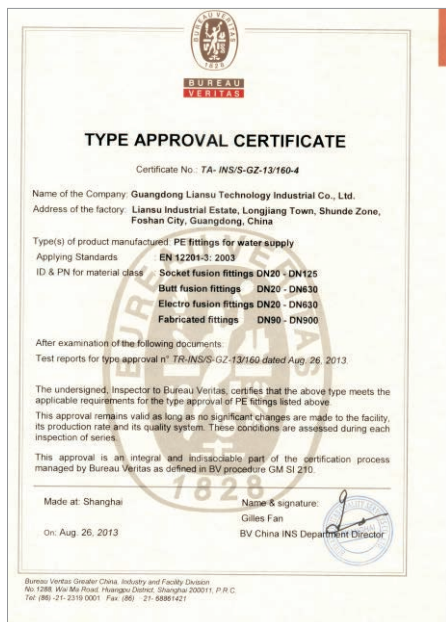 BUREAU VERITAS
1828
BUREAU
VERITAS
TYPE APPROVAL CERTIFICATE
Certificate No.: TA- INS/S-GZ-13/160-4
Name of the Company: Guangdong Liansu Technology Industrial Co., Ltd.
Address of the factory: Liansu Industrial Estate, Longjiang Town, Shunde Zone,
Foshan City, Guangdong, China
Type(s) of product manufactured: PE fittings for water supply
Applying Standards : EN 12201-3: 2003
ID & PN for material class : Socket fusion fittings DN20 - DN125
Butt fusion fittings DN20 - DN630
Electro fusion fittings DN20 - DN630
Fabricated fittings DN90 - DN900
After examination of the following documents:
Test reports for type approval n° TR-INS/S-GZ-13/160 dated Aug. 26, 2013.
The undersigned, Inspector to Bureau Veritas, certifies that the above type meets the
applicable requirements for the type approval of PE fittings listed above.
This approval remains valid as long as no significant changes are made to the facility,
its production rate and its quality system. These conditions are assessed during each
inspection of series.
This approval is an integral and indissociable part of the certification process
managed by Bureau Veritas as defined in BV procedure GM SI 210.
BUREAU VERITAS
1828
Made at: Shanghai
Name & signature:
Gilles Fan
On: Aug. 26, 2013
BV China INS Department Director
Bureau Veritas Greater China, Industry and Facility Division
No.1288, Wai Ma Road, Huangpu District, Shanghai 200011, P.R.C.
Tel: (86) -21- 2319 0001 Fax: (86) - 21- 68861421